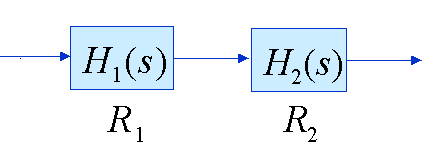 H₁(s) H₂(s)
R₁ R₂